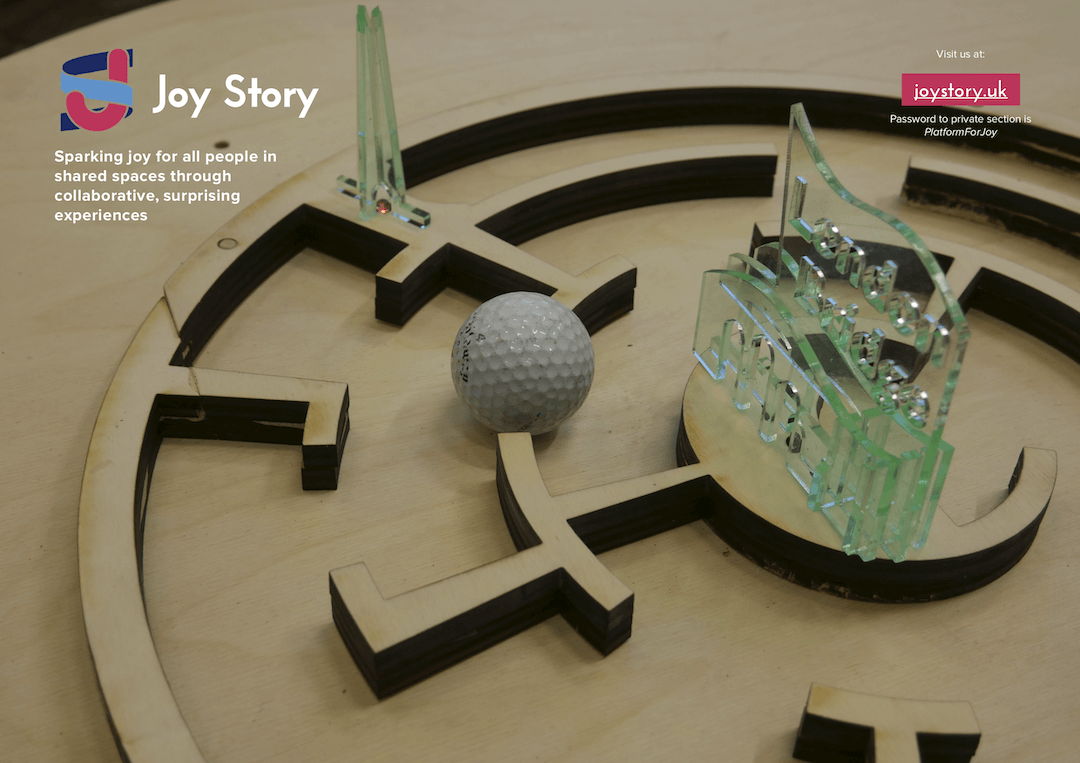 Joy Story
Sparking joy for all people in
shared spaces through
collaborative, surprising
experiences
Visit us at:
joystory.uk
Password to private section is
PlatformForJoy